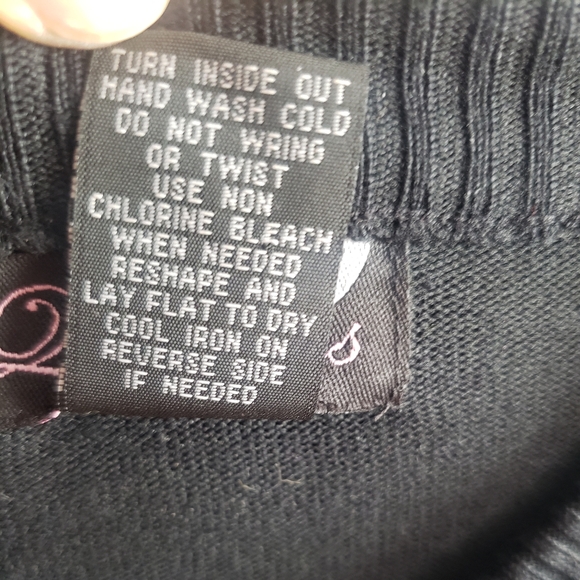 TURN INSIDE OUT
HAND WASH COLD
DO NOT WRING
OR TWIST
USE NON
CHLORINE BLEACH
WHEN NEEDED
RESHAPE AND
LAY FLAT TO DRY
COOL IRON ON
REVERSE SIDE
IF NEEDED